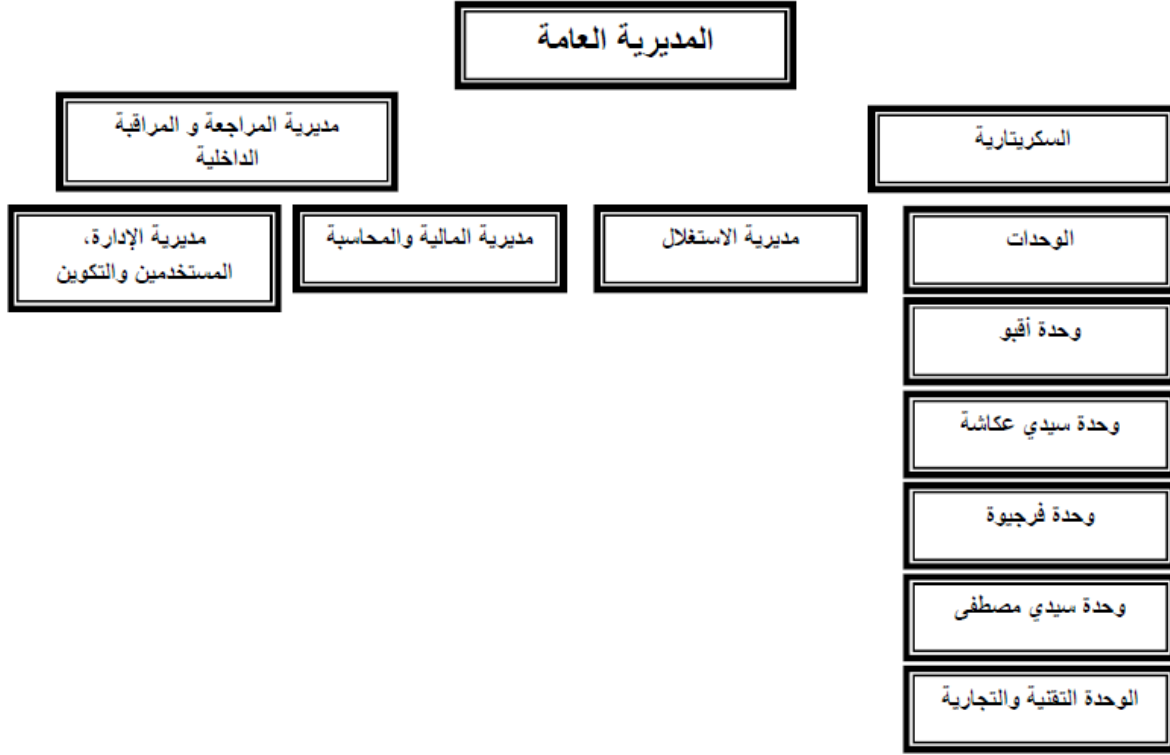 المديرية العامة
السكريتارية
مديرية المراجعة و المراقبة
الداخلية
الوحدات
مديرية الاستغلال
مديرية المالية والمحاسبة
مديرية الإدارة،
المستخدمين والتكوين
وحدة أقبو
وحدة سيدي عكاشة
وحدة فرجيوة
وحدة سيدي مصطفى
الوحدة التقنية والتجارية